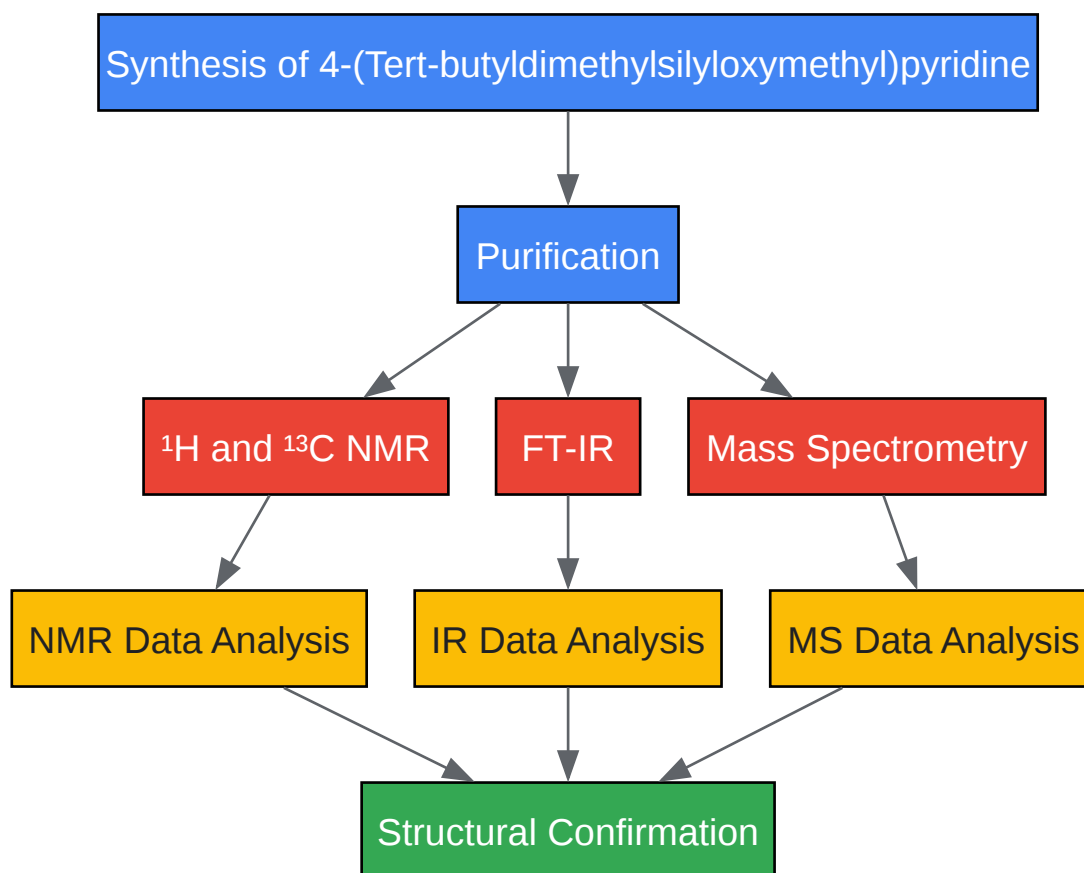 Synthesis of 4-(Tert-butyldimethylsilyloxymethyl)pyridine
Purification
¹H and ¹³C NMR
FT-IR
Mass Spectrometry
NMR Data Analysis
IR Data Analysis
MS Data Analysis
Structural Confirmation